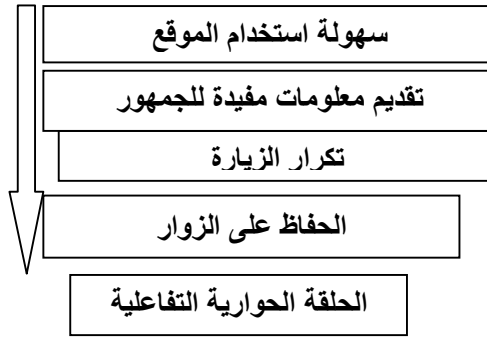 سهولة استخدام الموقع
تقديم معلومات مفيدة للجمهور
تكرار الزيارة
الحفاظ على الزوار
الحلقة الحوارية التفاعلية